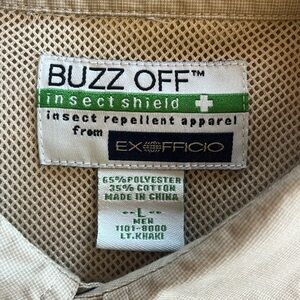 BUZZ OFF™
insect shield
insect repellent apparel
from EXOFFICIO
65%POLYESTER
35% COTTON
MADE IN CHINA
--L--
MEN
1101-8000
LT.KHAKI